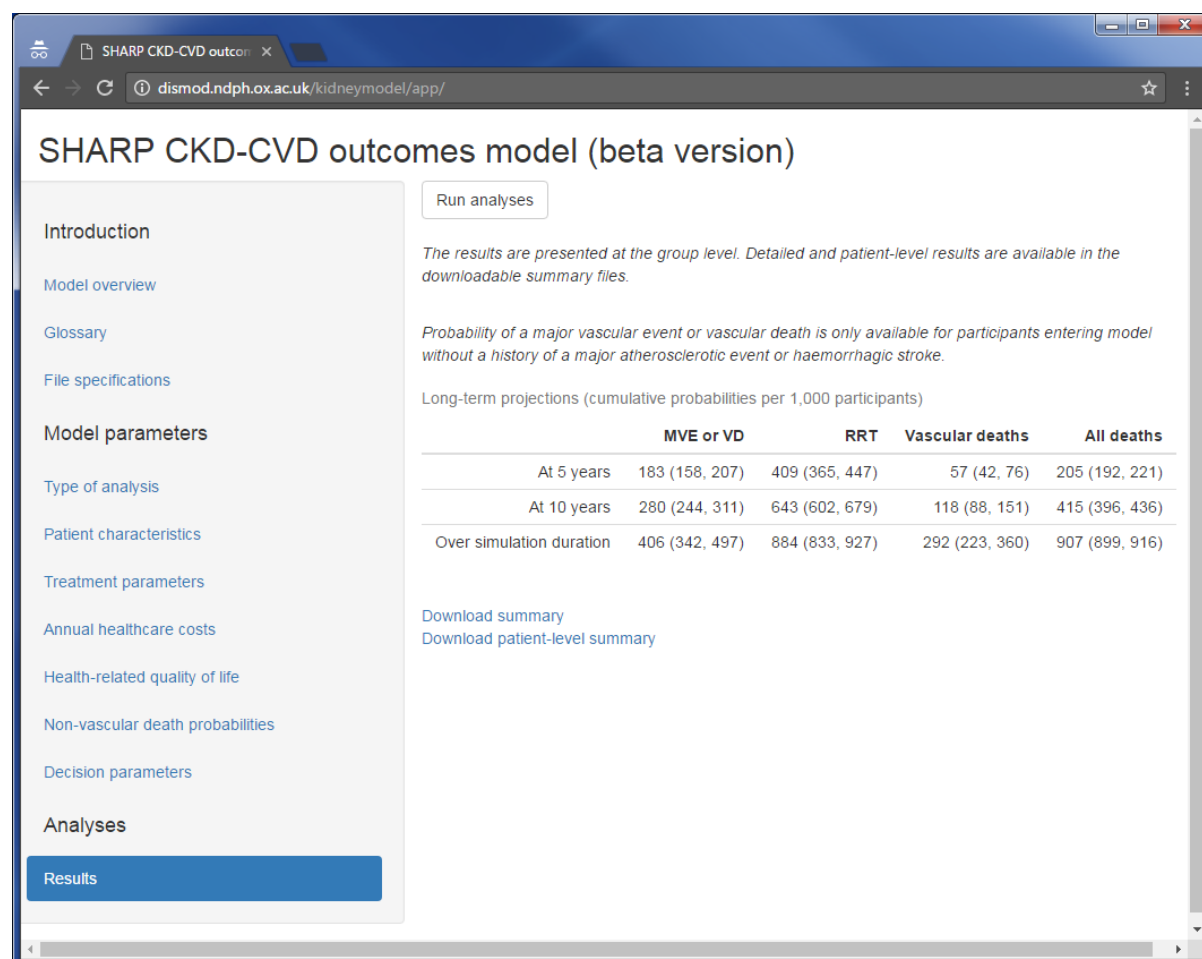 SHARP CKD-CVD outcon
dismod.ndph.ox.ac.uk/kidneymodel/app/
SHARP CKD-CVD outcomes model (beta version)
Introduction
Model overview
Glossary
File specifications
Model parameters
Type of analysis
Patient characteristics
Treatment parameters
Annual healthcare costs
Health-related quality of life
Non-vascular death probabilities
Decision parameters
Analyses
Results
Run analyses
The results are presented at the group level. Detailed and patient-level results are available in the
downloadable summary files.
Probability of a major vascular event or vascular death is only available for participants entering model
without a history of a major atherosclerotic event or haemorrhagic stroke.
Long-term projections (cumulative probabilities per 1,000 participants)
MVE or VD RRT Vascular deaths All deaths
At 5 years 183 (158, 207) 409 (365, 447) 57 (42, 76) 205 (192, 221)
At 10 years 280 (244, 311) 643 (602, 679) 118 (88, 151) 415 (396, 436)
Over simulation duration 406 (342, 497) 884 (833, 927) 292 (223, 360) 907 (899, 916)
Download summary
Download patient-level summary